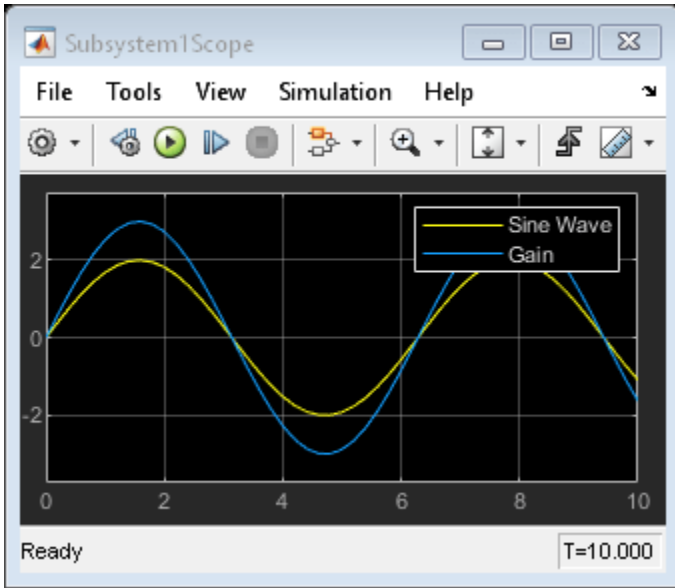 Subsystem1Scope
File Tools View Simulation Help
Sine Wave
Gain
2
0
-2
0 2 4 6 8 10
Ready T=10.000